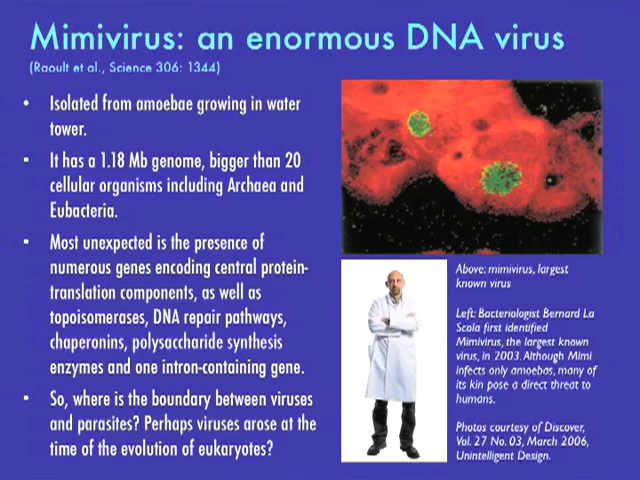 Mimivirus: an enormous DNA virus
(Raoult et al., Science 306: 1344)
• Isolated from amoebae growing in water
tower.
• It has a 1.18 Mb genome, bigger than 20
cellular organisms including Archaea and
Eubacteria.
• Most unexpected is the presence of
numerous genes encoding central protein-
translation components, as well as
topoisomerases, DNA repair pathways,
chaperonins, polysaccharide synthesis
enzymes and one intron-containing gene.
• So, where is the boundary between viruses
and parasites? Perhaps viruses arose at the
time of the evolution of eukaryotes?
Above: mimivirus, largest
known virus
Left: Bacteriologist Bernard La
Scola first identified
Mimivirus, the largest known
virus, in 2003. Although Mimi
infects only amoebas, many of
its kin pose a direct threat to
humans.
Photos courtesy of Discover,
Vol. 27 No. 03, March 2006,
Unintelligent Design.